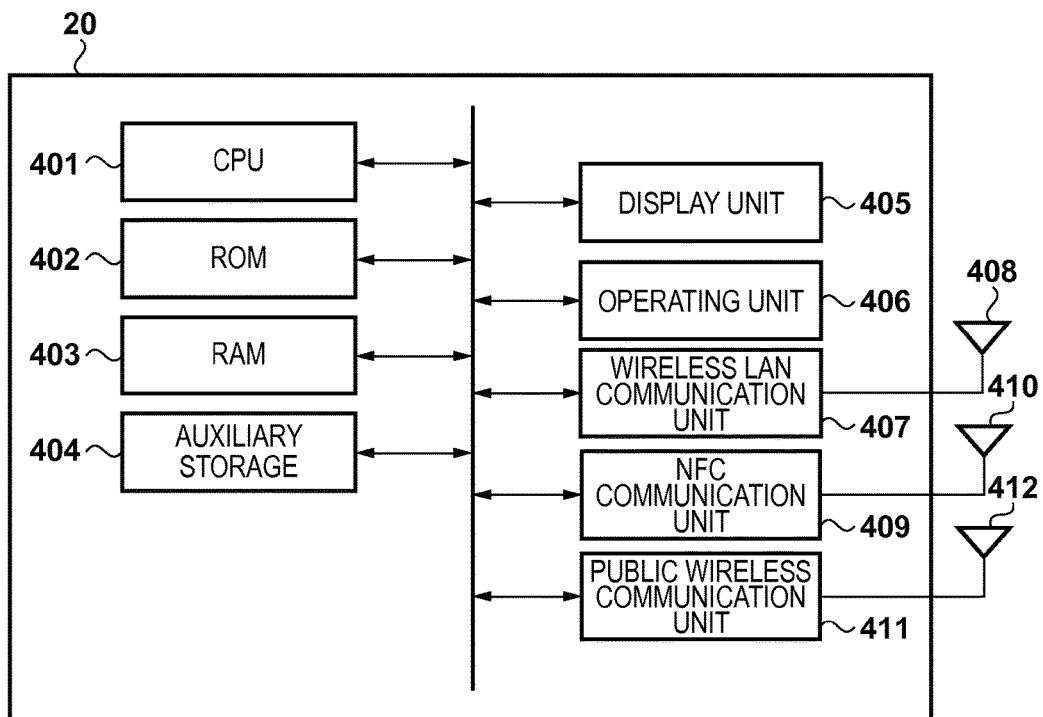 20
401
CPU
402
ROM
403
RAM
404
AUXILIARY
STORAGE
DISPLAY UNIT
405
OPERATING UNIT
406
408
WIRELESS LAN
COMMUNICATION
UNIT
407
410
NFC
COMMUNICATION
UNIT
409
412
PUBLIC WIRELESS
COMMUNICATION
UNIT
411